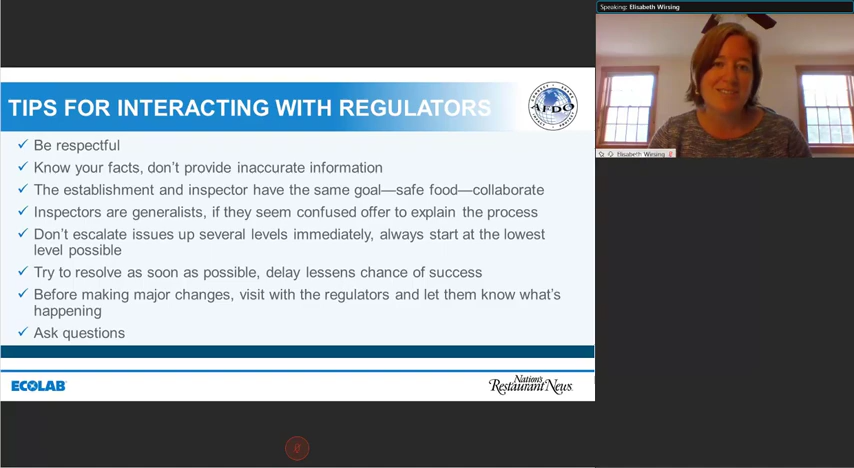 Speaking: Elisabeth Wirsing
TIPS FOR INTERACTING WITH REGULATORS
AFDO
Be respectful
Know your facts, don't provide inaccurate information
The establishment and inspector have the same goal—safe food—collaborate
Inspectors are generalists, if they seem confused offer to explain the process
Don't escalate issues up several levels immediately, always start at the lowest
level possible
Try to resolve as soon as possible, delay lessens chance of success
Before making major changes, visit with the regulators and let them know what's
happening
Ask questions
Elisabeth Wirsing
ECOLAB
Nation's
Restaurant News